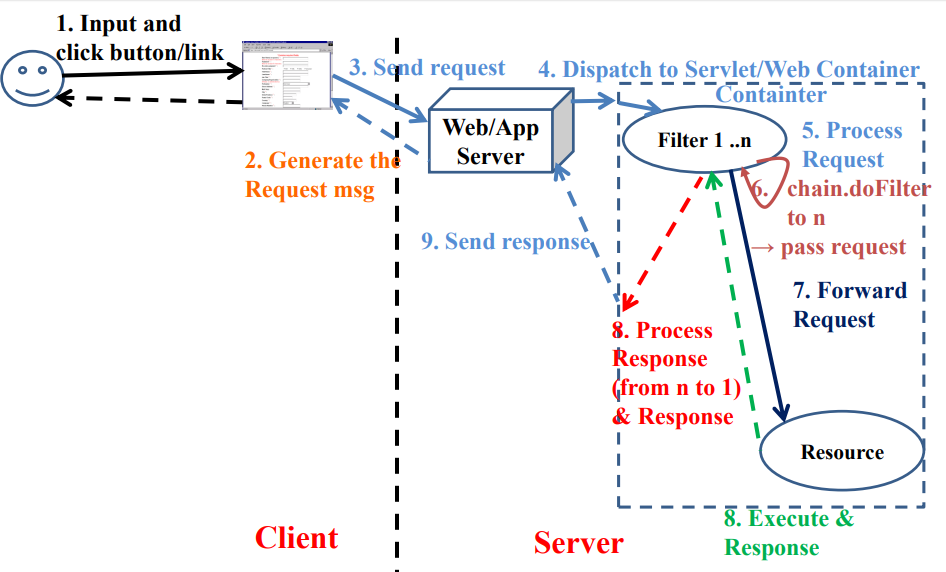 1. Input and
click button/link
3. Send request
4. Dispatch to Servlet/Web Container
Containter
Web/App
Server
Filter 1 ..n
5. Process
Request
2. Generate the
Request msg
6. chain.doFilter
to n
→ pass request
9. Send response
7. Forward
Request
8. Process
Response
(from n to 1)
& Response
Resource
8. Execute &
Response
Client
Server